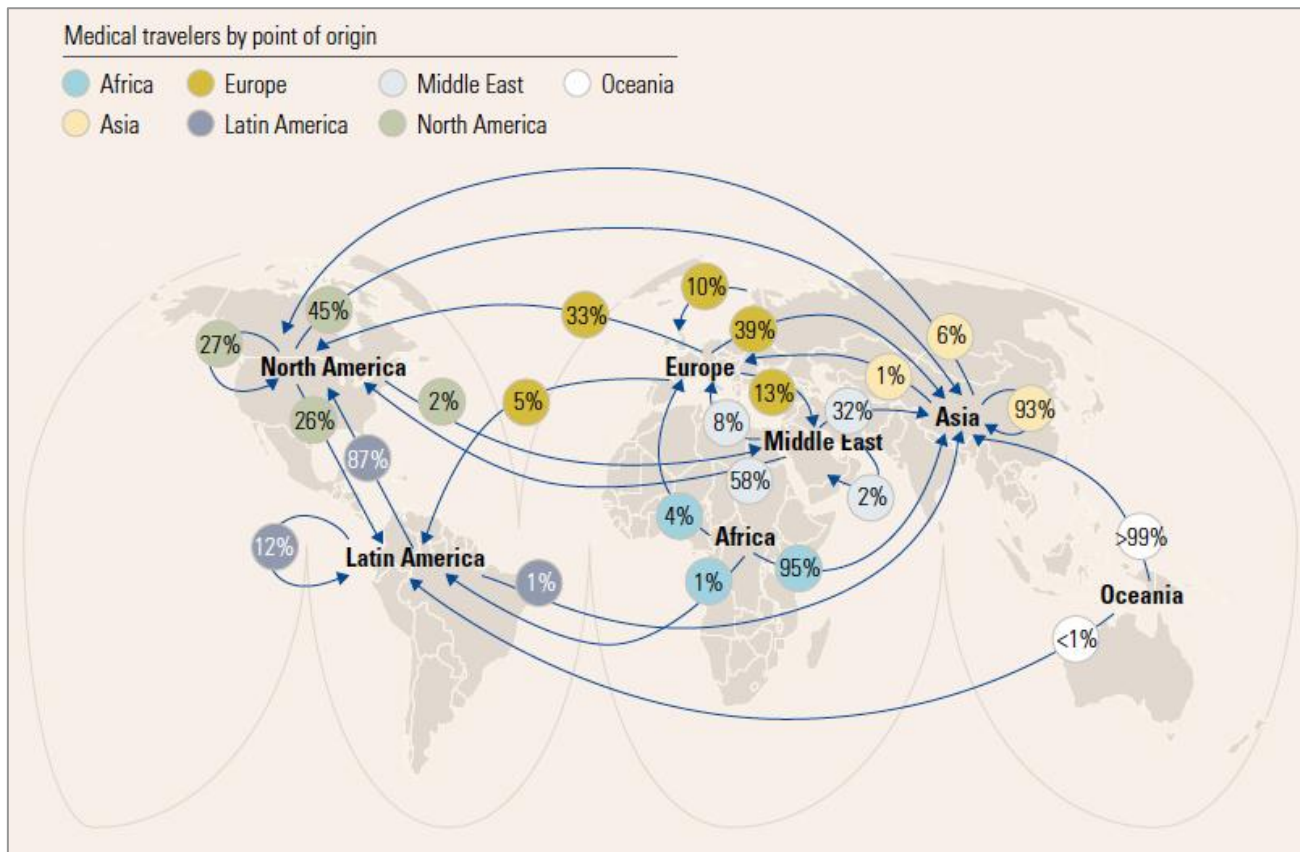 Medical travelers by point of origin
Africa Europe Middle East Oceania
Asia Latin America North America
10%
45%
33%
39%
6%
27%
North America
Europe
1%
2%
5%
13%
93%
26%
8%
32%
Asia
Middle East
87%
58%
2%
4%
Africa
>99%
12%
Latin America
1%
1%
95%
Oceania
<1%